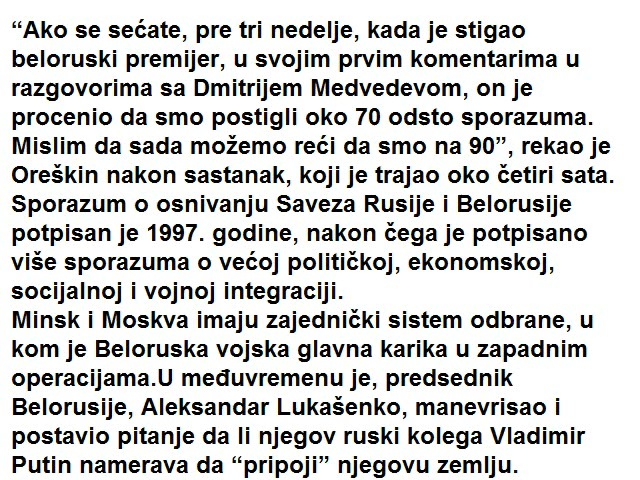 “Ako se sećate, pre tri nedelje, kada je stigao
beloruski premijer, u svojim prvim komentarima u
razgovorima sa Dmitrijem Medvedevom, on je
procenio da smo postigli oko 70 odsto sporazuma.
Mislim da sada možemo reći da smo na 90”, rekao je
Oreškin nakon sastanak, koji je trajao oko četiri sata.
Sporazum o osnivanju Saveza Rusije i Belorusije
potpisan je 1997. godine, nakon čega je potpisano
više sporazuma o većoj političkoj, ekonomskoj,
socijalnoj i vojnoj integraciji.
Minsk i Moskva imaju zajednički sistem odbrane, u
kom je Beloruska vojska glavna karika u zapadnim
operacijama.U međuvremenu je, predsednik
Belorusije, Aleksandar Lukašenko, manevrisao i
postavio pitanje da li njegov ruski kolega Vladimir
Putin namerava da “pripoji” njegovu zemlju.